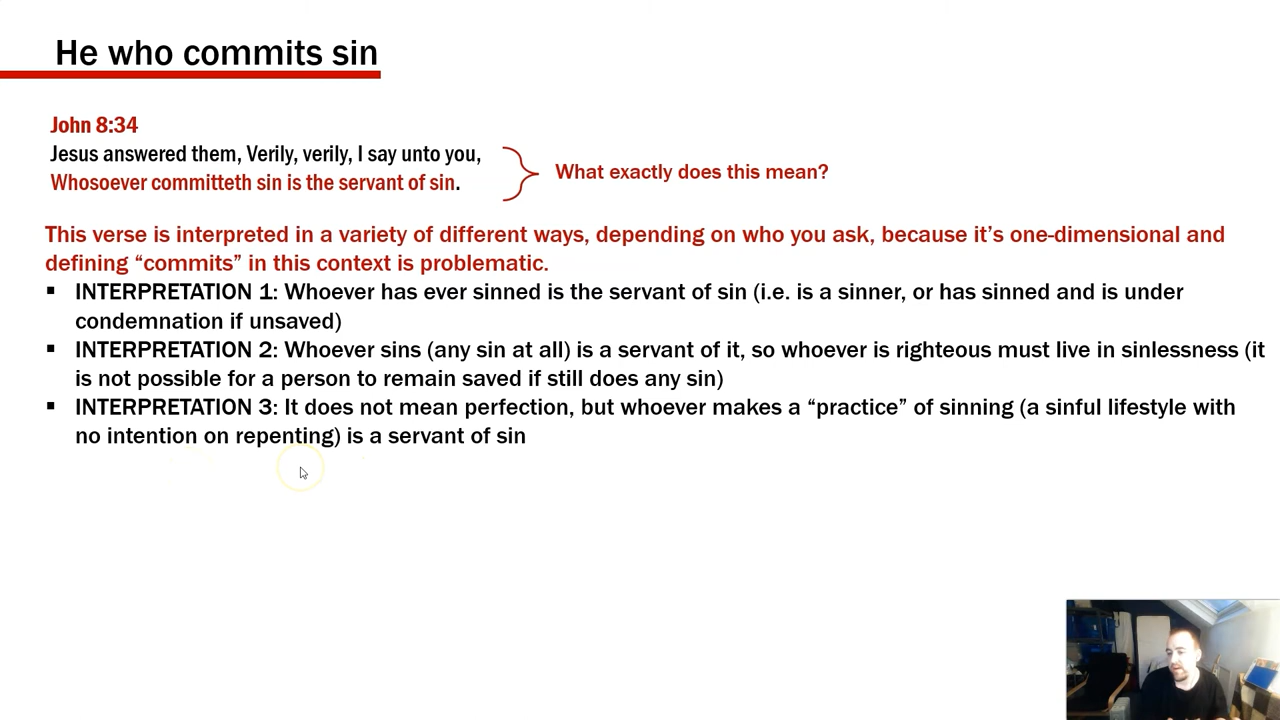 He who commits sin
John 8:34
Jesus answered them, Verily, verily, I say unto you,
Whosoever committeth sin is the servant of sin.
What exactly does this mean?
This verse is interpreted in a variety of different ways, depending on who you ask, because it's one-dimensional and
defining “commits” in this context is problematic.
▪ INTERPRETATION 1: Whoever has ever sinned is the servant of sin (i.e. is a sinner, or has sinned and is under
condemnation if unsaved)
▪ INTERPRETATION 2: Whoever sins (any sin at all) is a servant of it, so whoever is righteous must live in sinlessness (it
is not possible for a person to remain saved if still does any sin)
▪ INTERPRETATION 3: It does not mean perfection, but whoever makes a “practice” of sinning (a sinful lifestyle with
no intention on repenting) is a servant of sin